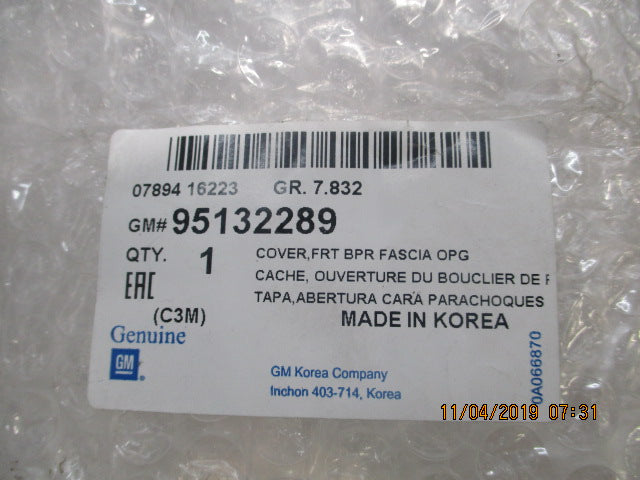 07894 16223 GR. 7.832
GM# 95132289
QTY. 1
COVER,FRT BPR FASCIA OPG
CACHE, OUVERTURE DU BOUCLIER DE
TAPA,ABERTURA CARA PARACHOQUES
EAC
(C3M)
MADE IN KOREA
Genuine
GM
GM Korea Company
Inchon 403-714, Korea
0A066870
11/04/2019 07:31